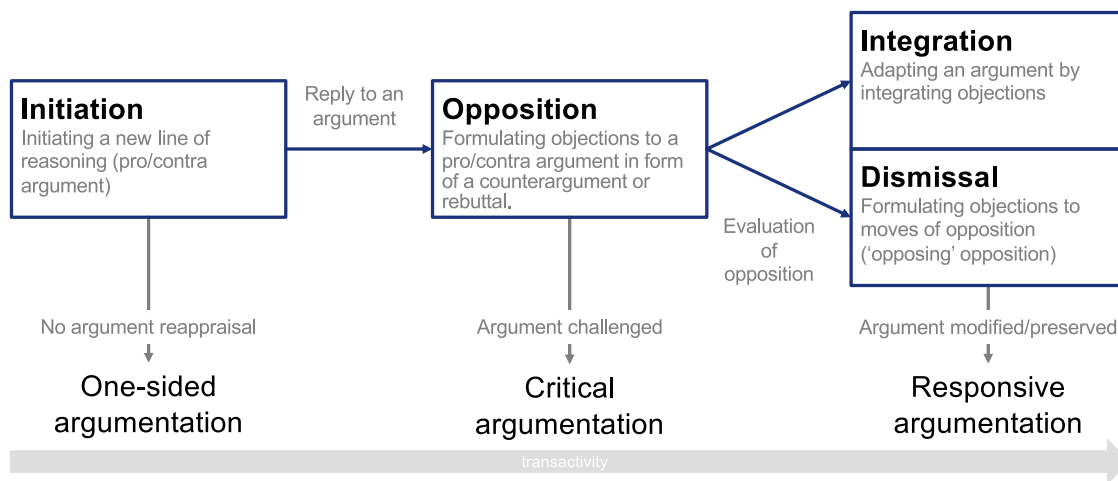 Initiation
Initiating a new line of
reasoning (pro/contra
argument)
Reply to an
argument
Opposition
Formulating objections to a
pro/contra argument in form
of a counterargument or
rebuttal.
Evaluation
of
opposition
Integration
Adapting an argument by
integrating objections
Dismissal
Formulating objections to
moves of opposition
(‘opposing’ opposition)
No argument reappraisal
Argument challenged
Argument modified/preserved
One-sided
argumentation
Critical
argumentation
Responsive
argumentation
transactivity